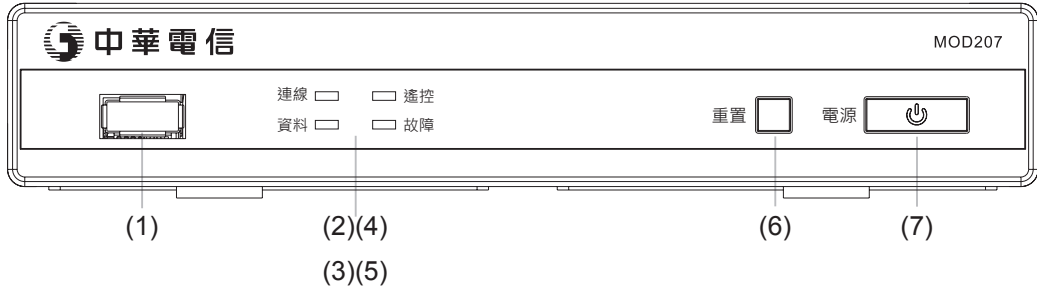 中華電信
MOD207
連線 遙控
資料 故障
重置 電源
(1) (2)(4) (6) (7)
(3)(5)